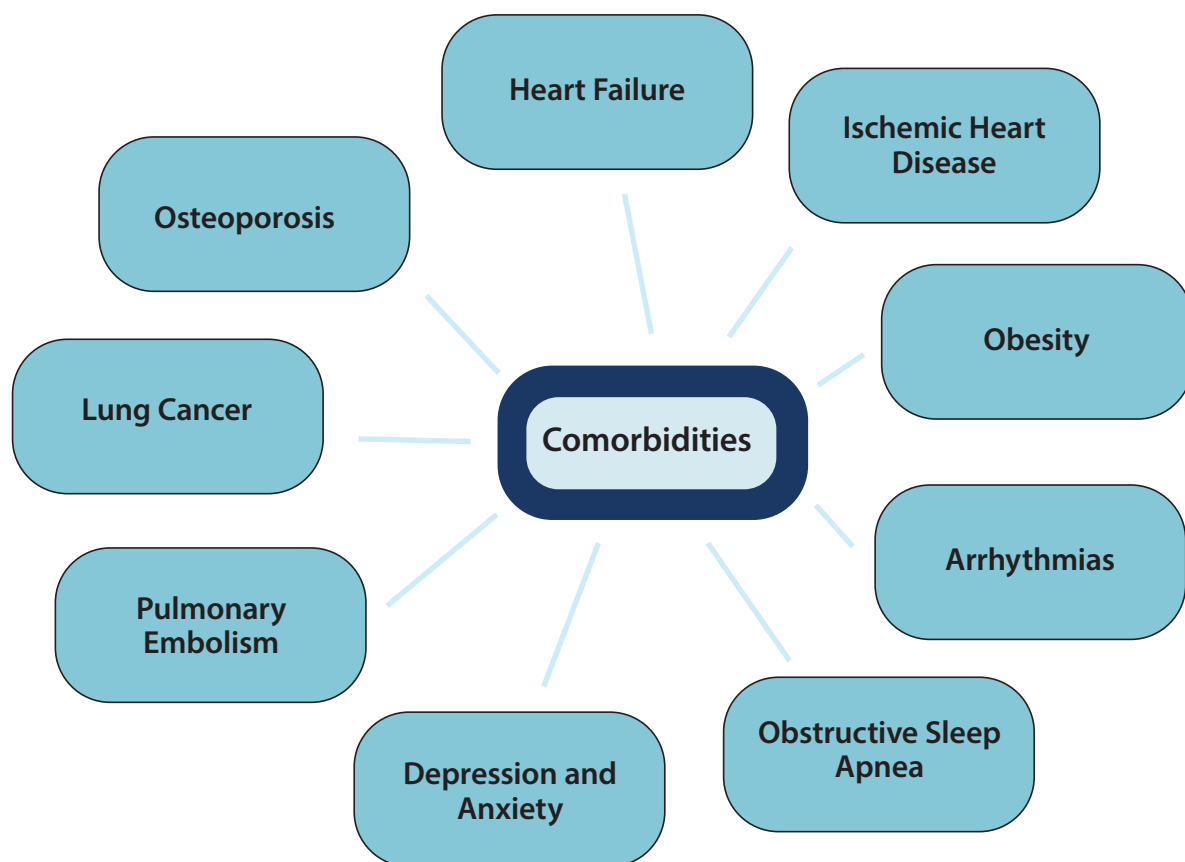 Heart Failure
Ischemic Heart
Disease
Osteoporosis
Obesity
Lung Cancer
Comorbidities
Arrhythmias
Pulmonary
Embolism
Obstructive Sleep
Apnea
Depression and
Anxiety